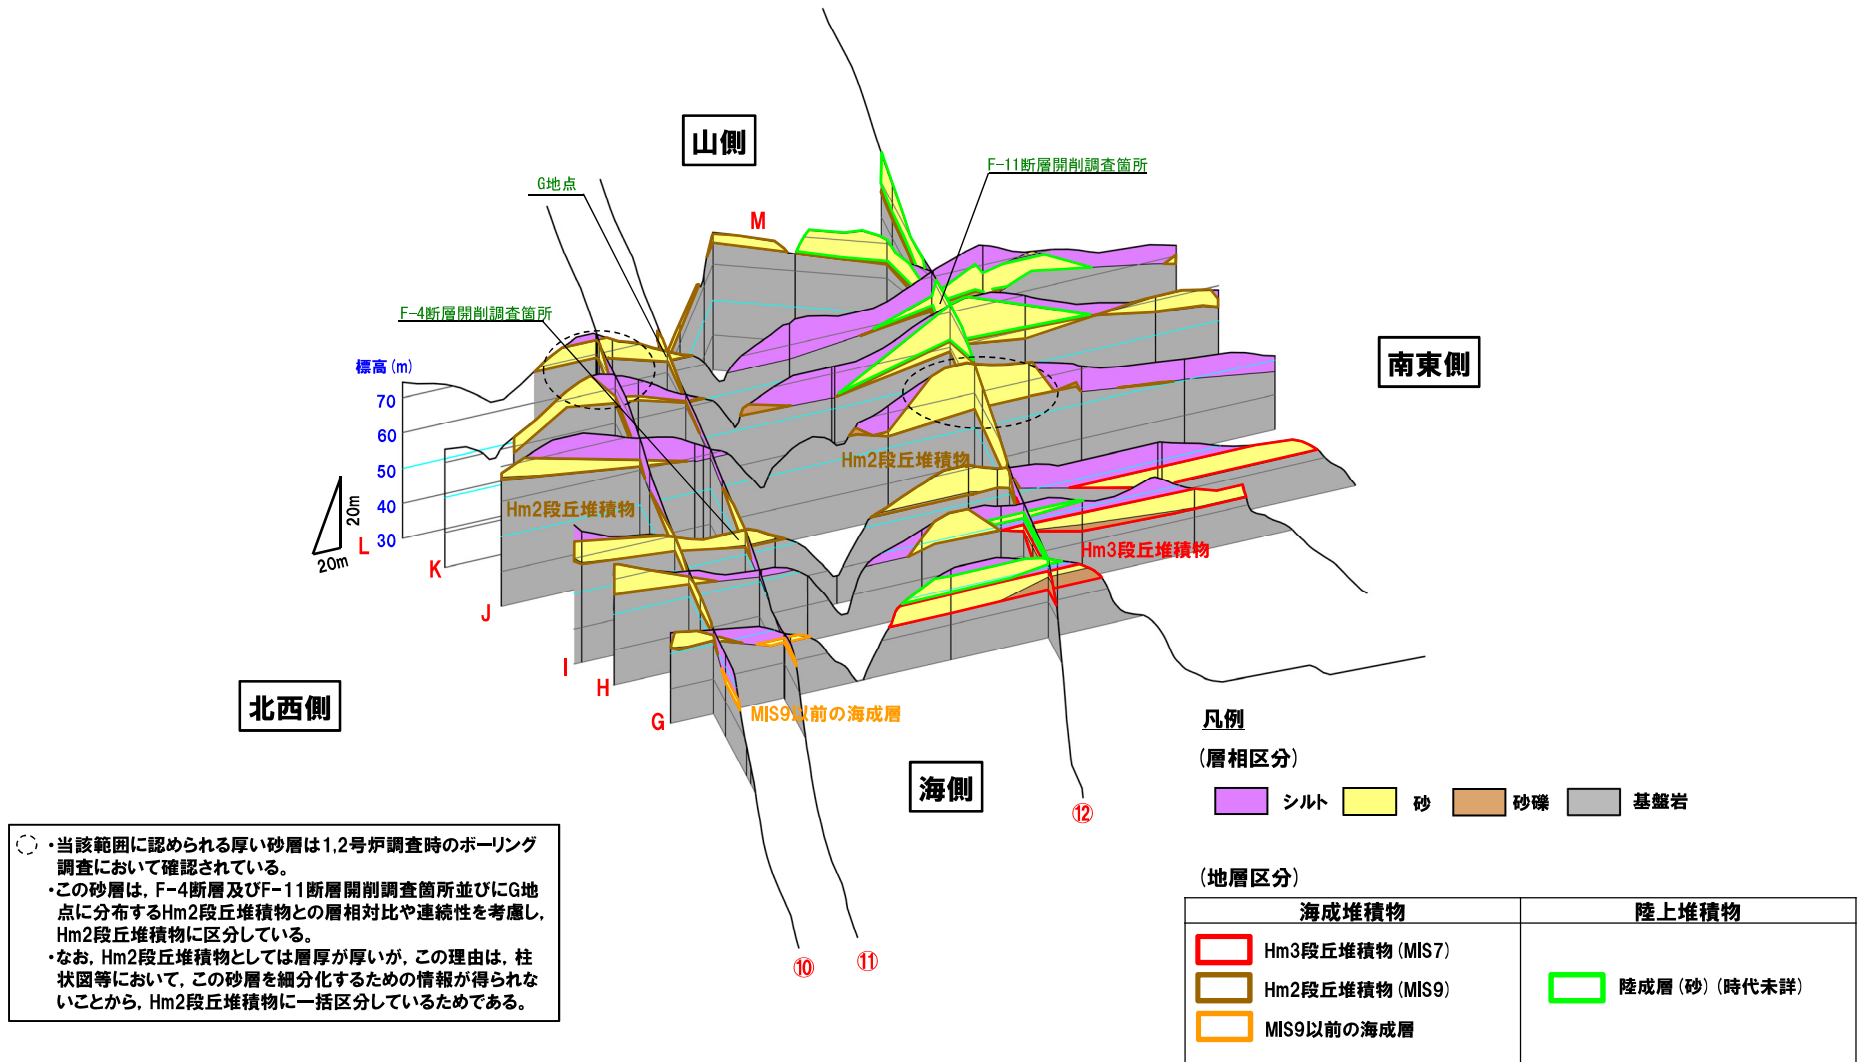 山側
F-11断層開削調査箇所
G地点
M
F-4断層開削調査箇所
標高(m)
70
60
50
40
30
20m
20m
L
K
J
I
H
G
Hm2段丘堆積物
Hm2段丘堆積物
Hm3段丘堆積物
MIS9以前の海成層
南東側
北西側
海側
⑩
⑪
⑫
凡例
(層相区分)
シルト
砂
砂礫
基盤岩
(地層区分)
海成堆積物
陸上堆積物
Hm3段丘堆積物(MIS7)
Hm2段丘堆積物(MIS9)
MIS9以前の海成層
陸成層(砂)(時代未詳)
・当該範囲に認められる厚い砂層は1,2号炉調査時のボーリング
調査において確認されている。
・この砂層は,F-4断層及びF-11断層開削調査箇所並びにG地
点に分布するHm2段丘堆積物との層相対比や連続性を考慮し,
Hm2段丘堆積物に区分している。
・なお,Hm2段丘堆積物としては層厚が厚いが,この理由は,柱
状図等において,この砂層を細分化するための情報が得られな
いことから,Hm2段丘堆積物に一括区分しているためである。